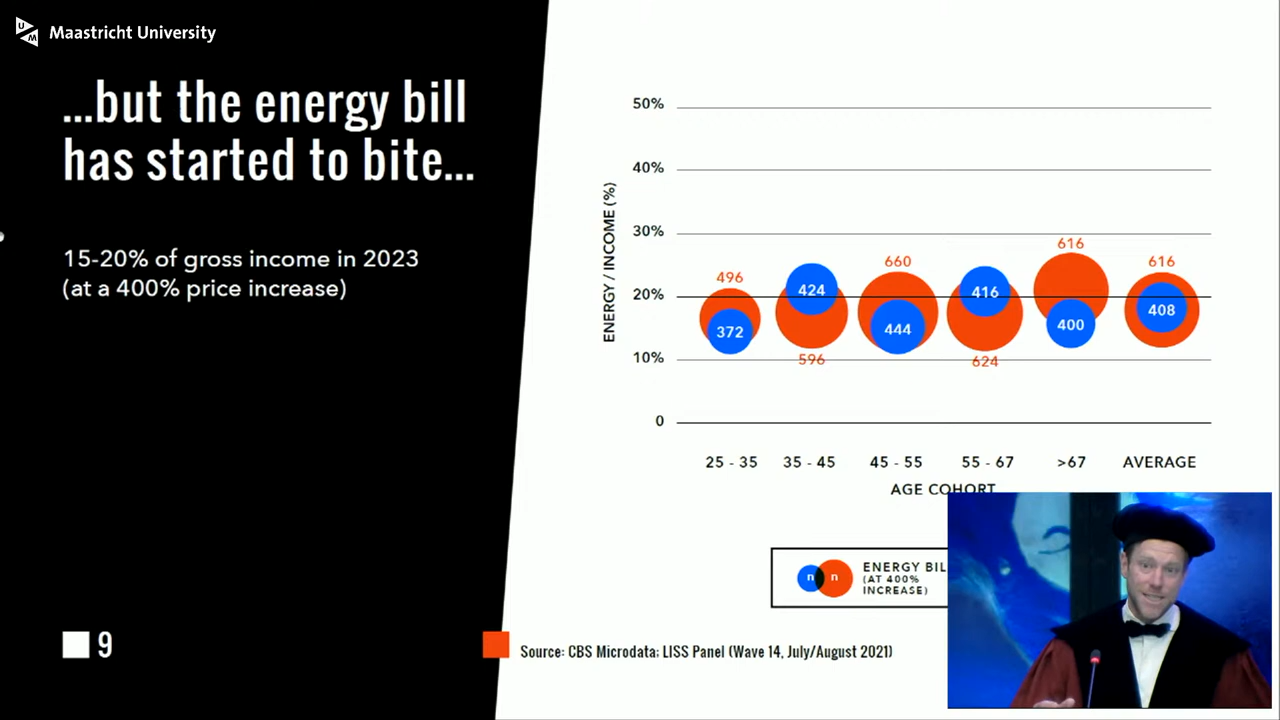 UM
Maastricht University
...but the energy bill
has started to bite...
15-20% of gross income in 2023
(at a 400% price increase)
50%
40%
30%
20%
10%
0
ENERGY / INCOME (%)
496
372
424
596
660
444
416
624
616
400
616
408
25 - 35
35 - 45
45 - 55
55 - 67
>67
AVERAGE
AGE COHORT
n n
ENERGY BIL
(AT 400%
INCREASE)
9
Source: CBS Microdata; LISS Panel (Wave 14, July/August 2021)